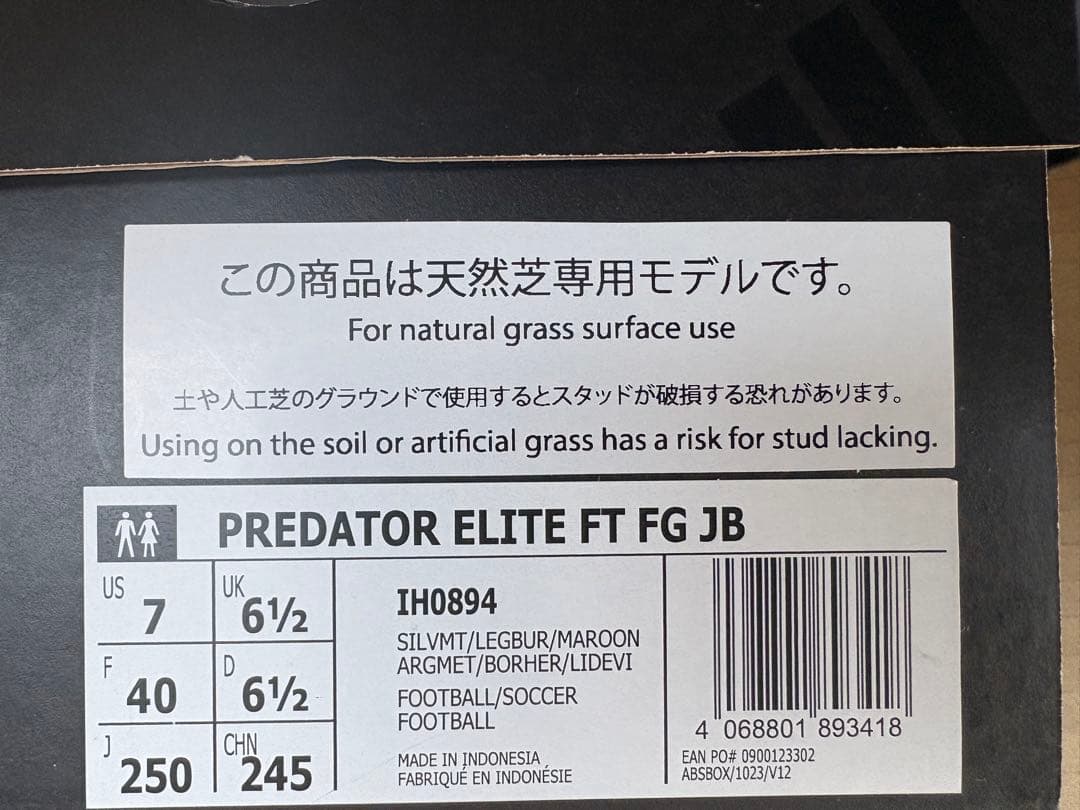 この商品は天然芝専用モデルです。
For natural grass surface use
土や人工芝のグラウンドで使用するとスタッドが破損する恐れがあります。
Using on the soil or artificial grass has a risk for stud lacking.
PREDATOR ELITE FT FG JB
US 7
UK 6½
F 40
D 6½
J 250
CHN 245
IH0894
SILVMT/LEGBUR/MAROON
ARGMET/BORHER/LIDEVI
FOOTBALL/SOCCER
FOOTBALL
MADE IN INDONESIA
FABRIQUÉ EN INDONÉSIE
4 068801 893418
EAN PO# 0900123302
ABSBOX/1023/V12